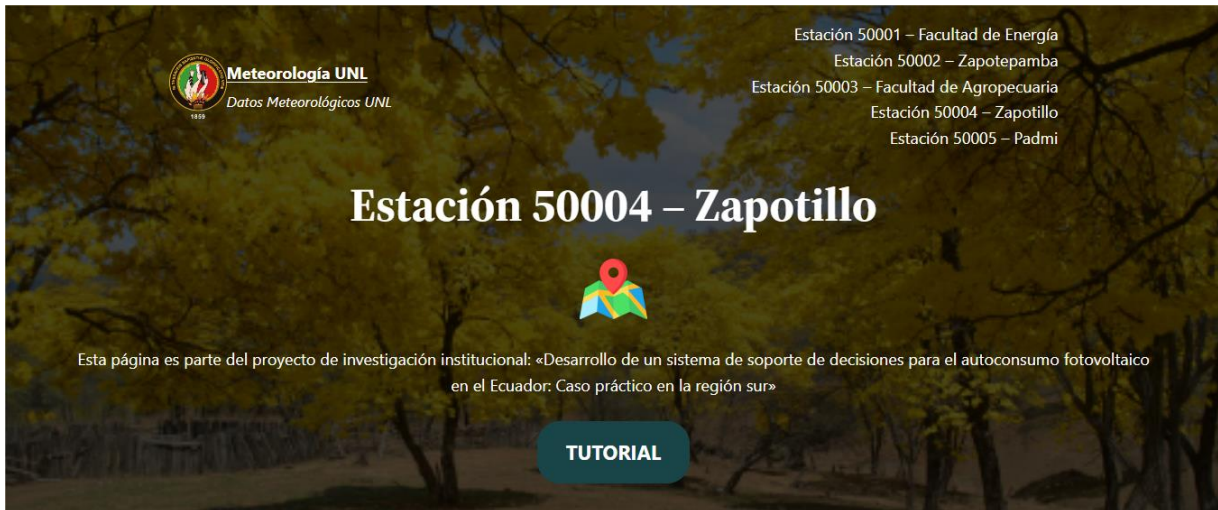 Meteorología UNL
Datos Meteorológicos UNL
1859
Estación 50001 – Facultad de Energía
Estación 50002 – Zapotepamba
Estación 50003 – Facultad de Agropecuaria
Estación 50004 – Zapotillo
Estación 50005 – Padmi
Estación 50004 – Zapotillo
Esta página es parte del proyecto de investigación institucional: «Desarrollo de un sistema de soporte de decisiones para el autoconsumo fotovoltaico
en el Ecuador: Caso práctico en la región sur»
TUTORIAL